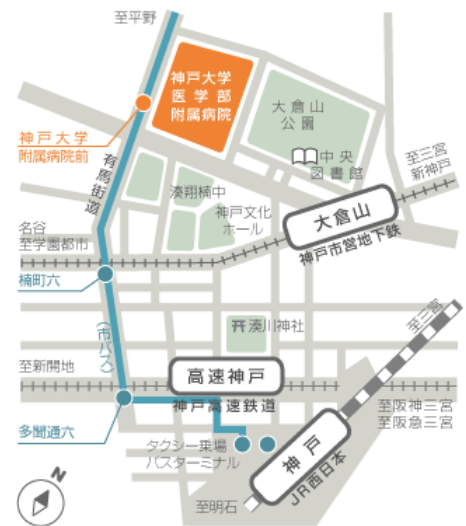 至平野
神戸大学
医学部
附属病院
大倉山
公園
神戸大学
附属病院前
中央
図書館
至三宮
新神戸
有馬街道
湊翔楠中
神戸文化
ホール
大倉山
神戸市営地下鉄
名谷
至学園都市
楠町六
(市バス)
湊川神社
至三宮
至新開地
高速神戸
神戸高速鉄道
至阪神三宮
至阪急三宮
多聞通六
タクシー乗場
バスターミナル
神戸
JR西日本
至明石
N